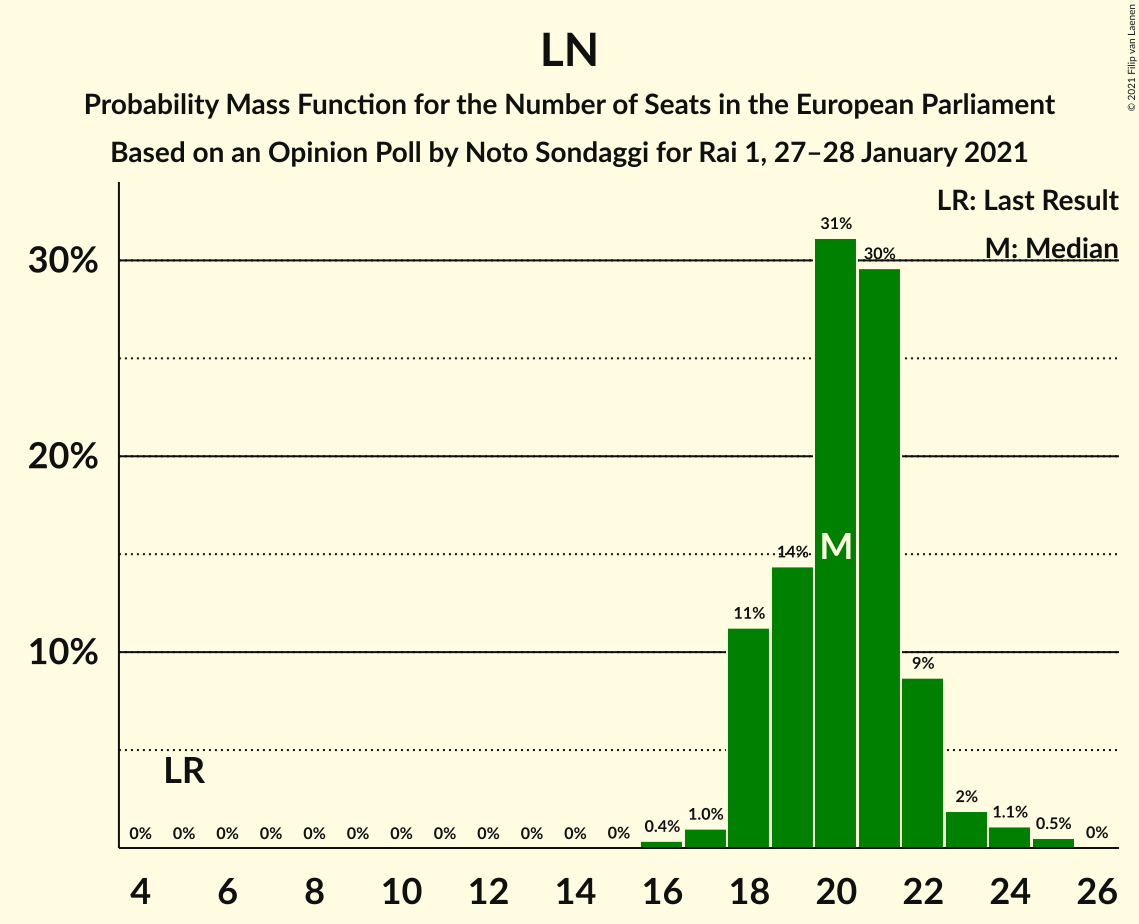 LN
Probability Mass Function for the Number of Seats in the European Parliament
Based on an Opinion Poll by Noto Sondaggi for Rai 1, 27–28 January 2021
© 2021 Filip van Laenen
LR: Last Result
M: Median
30%
20%
10%
31%
30%
14%
M
11%
9%
LR
0% 0% 0% 0% 0% 0% 0% 0% 0% 0% 0% 0% 0.4% 1.0% 2% 1.1% 0.5% 0%
4 6 8 10 12 14 16 18 20 22 24 26